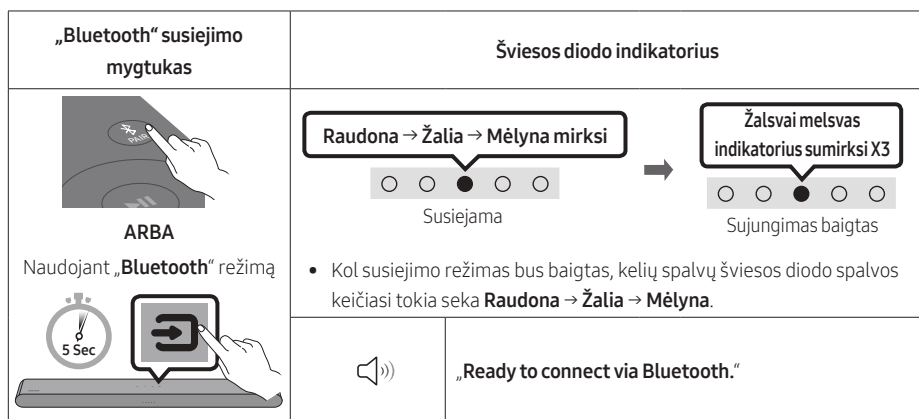 „Bluetooth“ susiejimo
mygtukas
Šviesos diodo indikatorius
PAIR
ARBA
Naudojant „Bluetooth“ režimą
5 Sec
Raudona → Žalia → Mėlyna mirksi
Susiejama
Žalsvai melsvas
indikatorius sumirksi X3
Sujungimas baigtas
• Kol susiejimo režimas bus baigtas, kelių spalvų šviesos diodo spalvos
keičiasi tokia seka Raudona → Žalia → Mėlyna.
„Ready to connect via Bluetooth.“